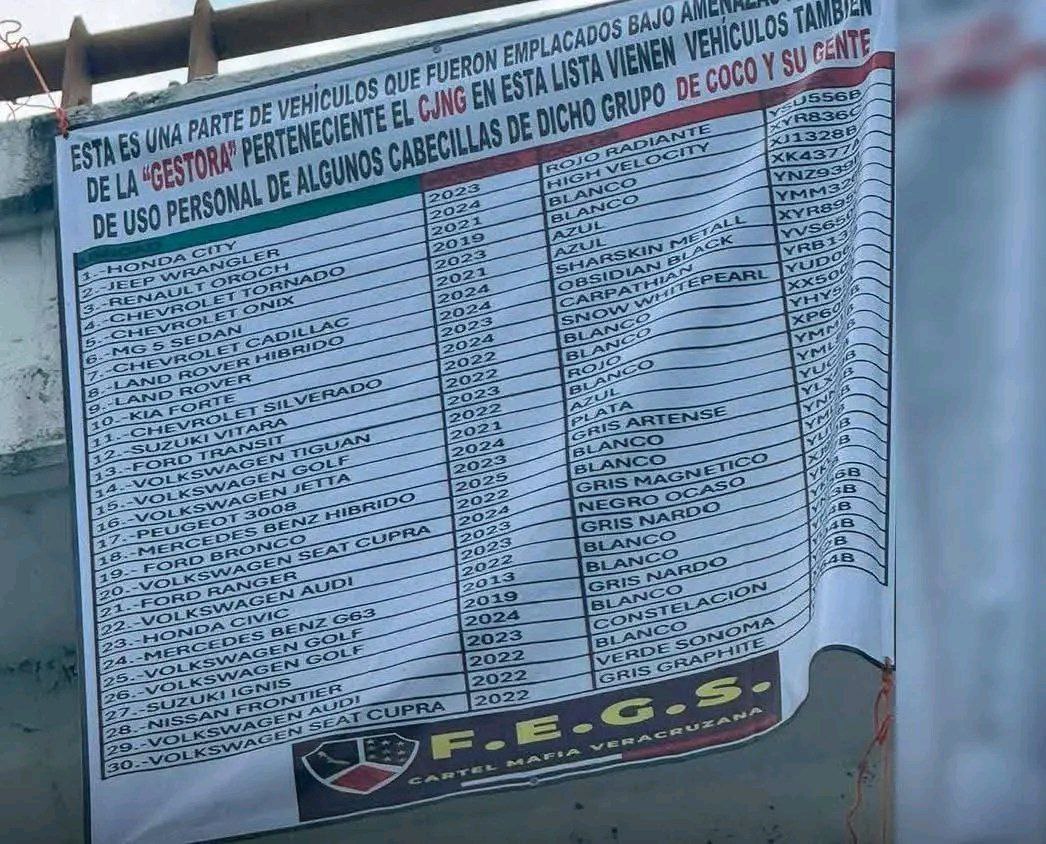 ESTA ES UNA PARTE DE VEHÍCULOS QUE FUERON EMPLACADOS BAJO
DE LA "GESTORA" PERTENECIENTE EL CJNG EN ESTA LISTA VIENEN VEHÍCULOS TAMBIÉN
DE USO PERSONAL DE ALGUNOS CABECILLAS DE DICHO GRUPO DE COCO Y SU GENTE
1.-HONDA CITY 2023 ROJO RADIANTE
2.-JEEP WRANGLER 2024 HIGH VELOCITY
3.-RENAULT OROCH 2021 BLANCO
4.-CHEVROLET TORNADO 2019 BLANCO
5.-CHEVROLET ONIX 2023 AZUL
6.-MG 5 SEDAN 2021 AZUL
7.-CHEVROLET CADILLAC 2024 SHARSKIN METALL
8.-LAND ROVER HIBRIDO 2024 OBSIDIAN BLACK
9.-LAND ROVER 2023 CARPATHIAN
10.-KIA FORTE 2024 SNOW WHITEPEARL
11.-CHEVROLET SILVERADO 2022 BLANCO
12.-SUZUKI VITARA 2022 BLANCO
13.-FORD TRANSIT 2023 ROJO
14.-VOLKSWAGEN TIGUAN 2022 BLANCO
15.-VOLKSWAGEN GOLF 2021 AZUL
16.-VOLKSWAGEN JETTA 2024 PLATA
17.-PEUGEOT 3008 2023 GRIS ARTENSE
18.-MERCEDES BENZ HIBRIDO 2025 BLANCO
19.-FORD BRONCO 2022 BLANCO
20.-VOLKSWAGEN SEAT CUPRA 2024 GRIS MAGNETICO
21.-FORD RANGER 2023 NEGRO OCASO
22.-VOLKSWAGEN AUDI 2023 GRIS NARDO
23.-HONDA CIVIC 2022 BLANCO
24.-MERCEDES BENZ G63 2013 BLANCO
25.-VOLKSWAGEN GOLF 2019 GRIS NARDO
26.-VOLKSWAGEN GOLF 2024 BLANCO
27.-SUZUKI IGNIS 2023 CONSTELACION
28.-NISSAN FRONTIER 2022 BLANCO
29.-VOLKSWAGEN AUDI 2022 VERDE SONOMA
30.-VOLKSWAGEN SEAT CUPRA 2022 GRIS GRAPHITE
F.E.G.S.
CARTEL MAFIA VERACRUZANA